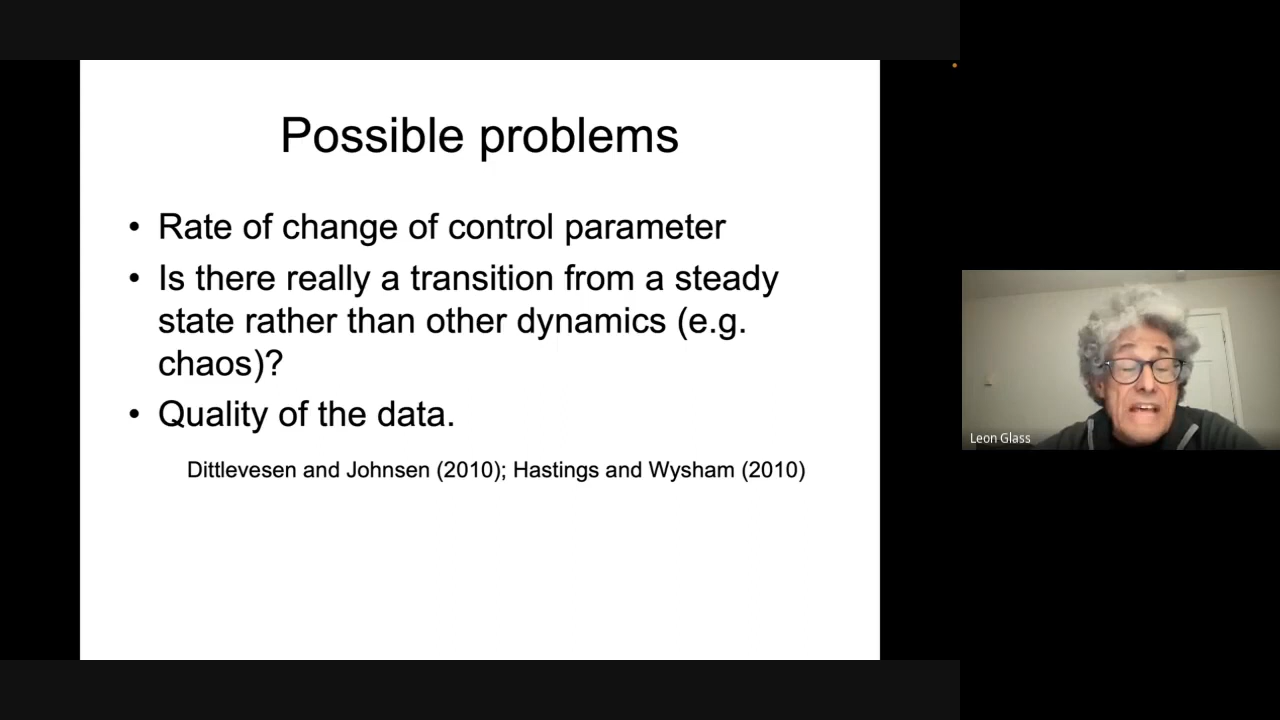 Possible problems
• Rate of change of control parameter
• Is there really a transition from a steady
state rather than other dynamics (e.g.
chaos)?
• Quality of the data.
Dittlevesen and Johnsen (2010); Hastings and Wysham (2010)
Leon Glass